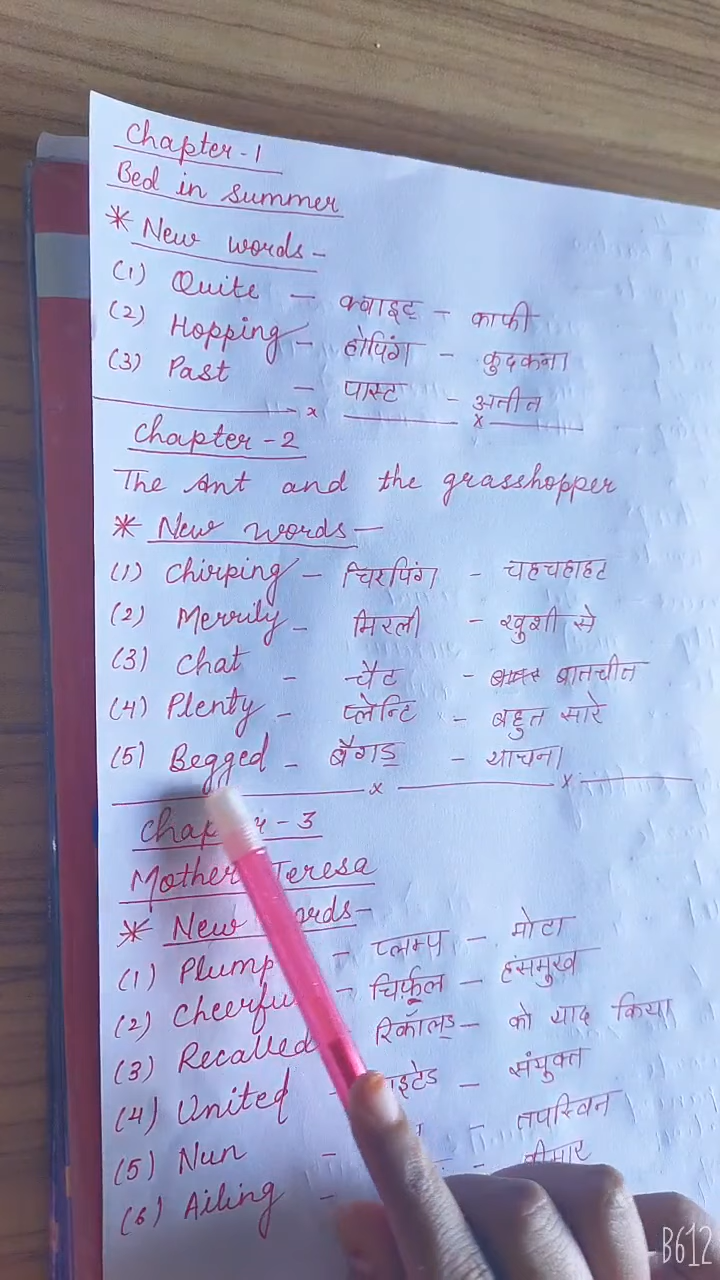 Chapter-1
Bed in summer
* New words-
(1) Quite - क्वाइट् - काफी
(2) Hopping - होपिंग - कुदकना
(3) Past - पास्ट - अतीत
x x
Chapter-2
The Ant and the grasshopper
* New words-
(1) Chirping - चिरपिंग - चहचहाहट
(2) Merrily - मिरली - खुशी से
(3) Chat - चैट - बातचीत
(4) Plenty - प्लेन्टि - बहुत सारे
(5) Begged - बैगड् - याचना
x x
Chap - 3
Mother Teresa
* New words-
(1) Plump - प्लम्प - मोटा
(2) Cheerfu - चिर्फूल - हंसमुख
(3) Recalled - रिकॉलड् - को याद किया
(4) United - इटेड - संयुक्त
(5) Nun - - तपस्विन
(6) Ailing - - बीमार
B612